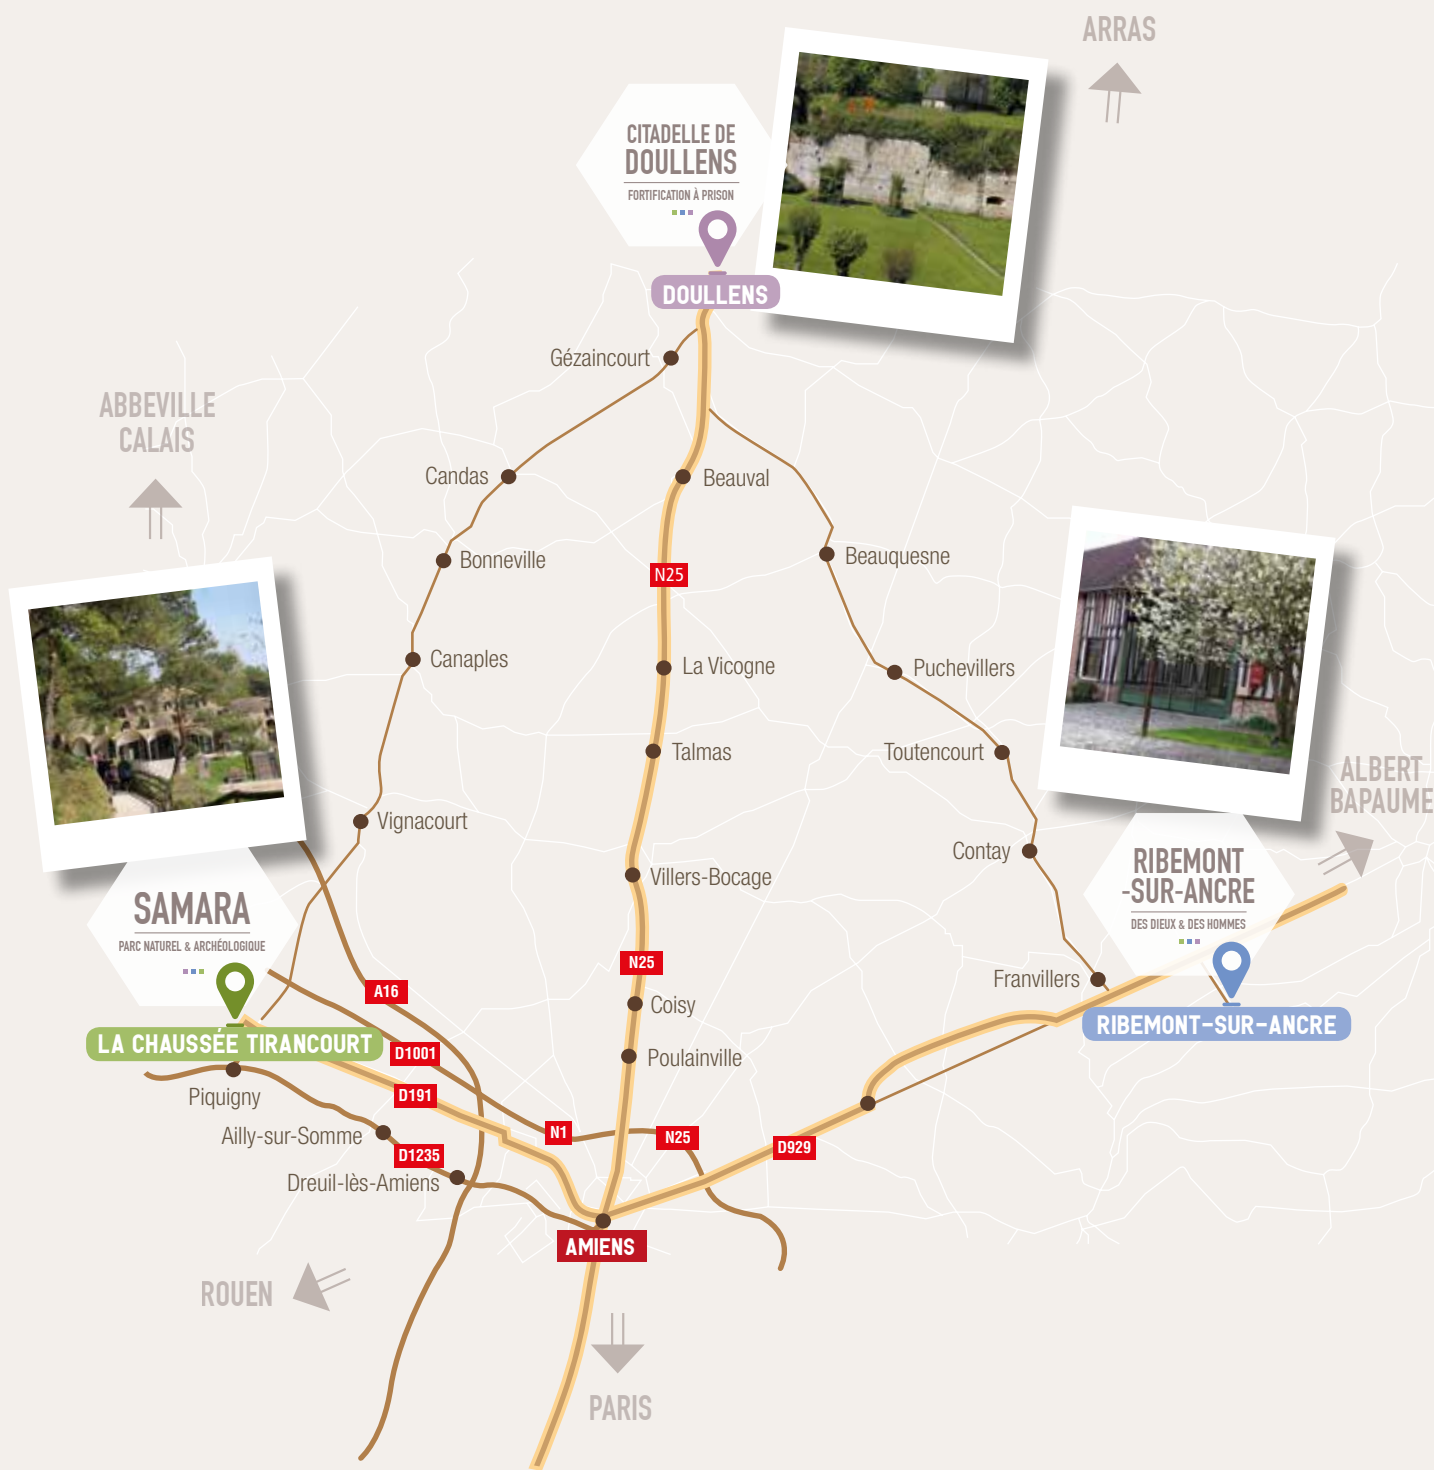 ARRAS
CITADELLE DE
DOULLENS
FORTIFICATION À PRISON
DOULLENS
Gézaincourt
ABBEVILLE
CALAIS
Candas
Beauval
Bonneville
Beauquesne
N25
Canaples
La Vicogne
Puchevillers
Talmas
Toutencourt
ALBERT
BAPAUME
Vignacourt
Villers-Bocage
Contay
RIBEMONT
-SUR-ANCRE
DES DIEUX & DES HOMMES
SAMARA
PARC NATUREL & ARCHÉOLOGIQUE
N25
Franvillers
A16
Coisy
RIBEMONT-SUR-ANCRE
LA CHAUSSÉE TIRANCOURT
D1001
Poulainville
Piquigny
D191
Ailly-sur-Somme
N1
N25
D929
D1235
Dreuil-lès-Amiens
AMIENS
ROUEN
PARIS